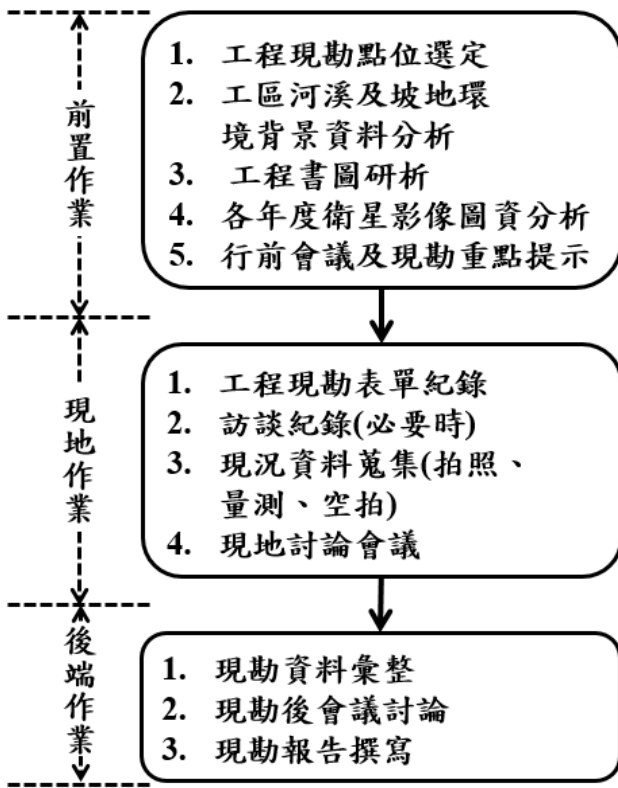 前置作業
1. 工程現勘點位選定
2. 工區河溪及坡地環
境背景資料分析
3. 工程書圖研析
4. 各年度衛星影像圖資分析
5. 行前會議及現勘重點提示
現地作業
1. 工程現勘表單紀錄
2. 訪談紀錄(必要時)
3. 現況資料蒐集(拍照、
量測、空拍)
4. 現地討論會議
後端作業
1. 現勘資料彙整
2. 現勘後會議討論
3. 現勘報告撰寫